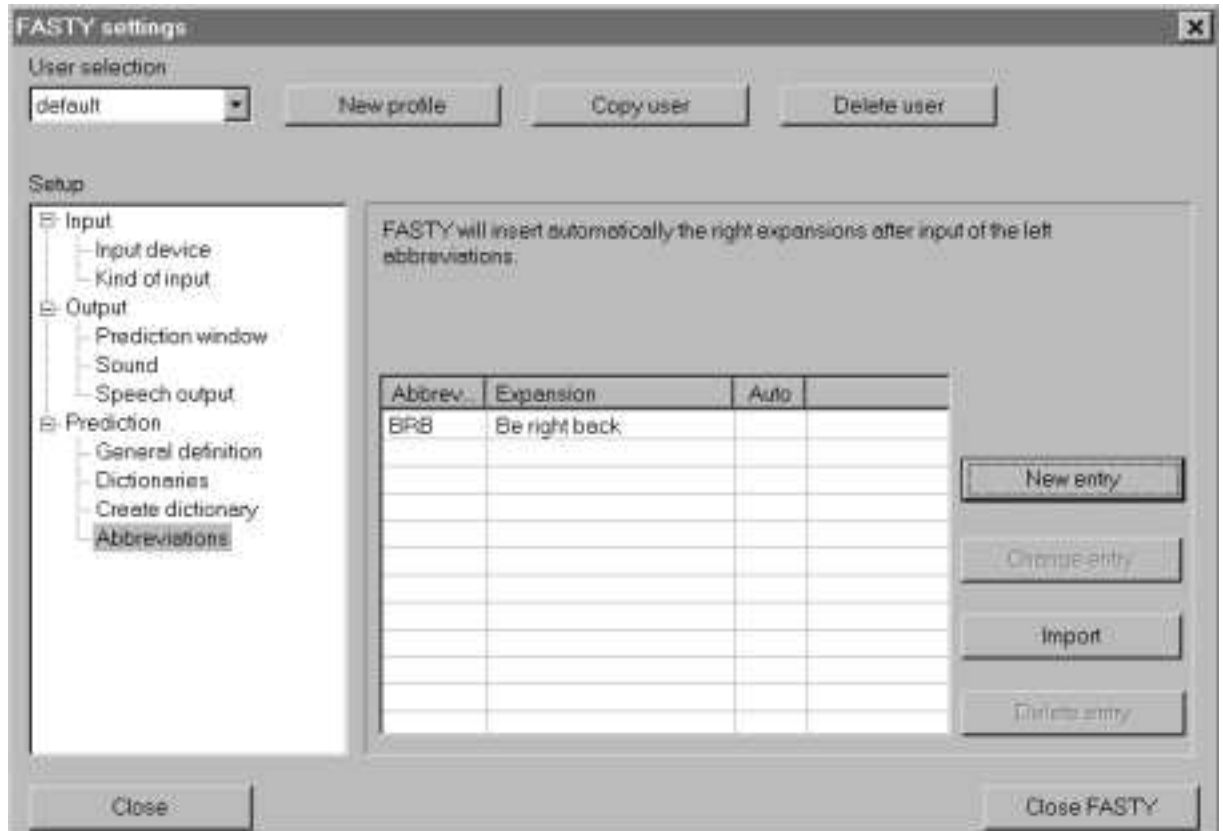 FASTY settings
User selection
default
New profile
Copy user
Delete user
Setup
Input
Input device
Kind of input
Output
Prediction window
Sound
Speech output
Prediction
General definition
Dictionaries
Create dictionary
Abbreviations
FASTY will insert automatically the right expansions after input of the left
abbreviations.
Abbrev... Expansion Auto
BRB Be right back
New entry
Change entry
Import
Delete entry
Close
Close FASTY